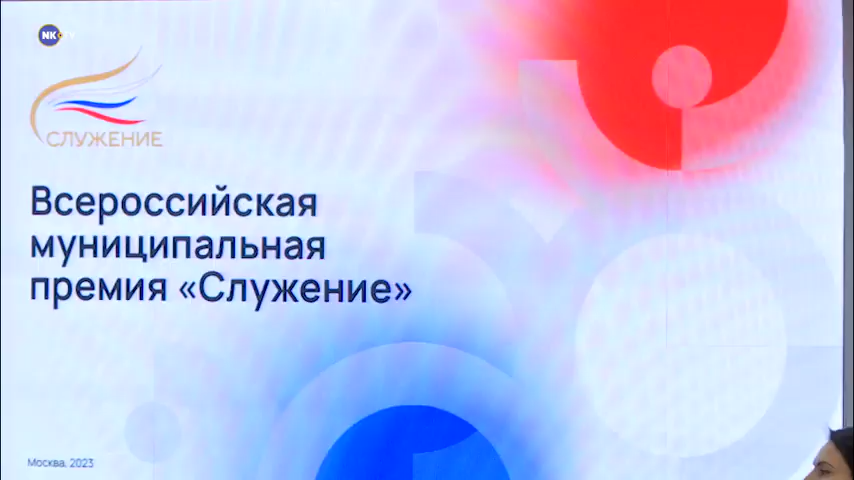 NK TV
СЛУЖЕНИЕ
Всероссийская
муниципальная
премия «Служение»
Москва, 2023